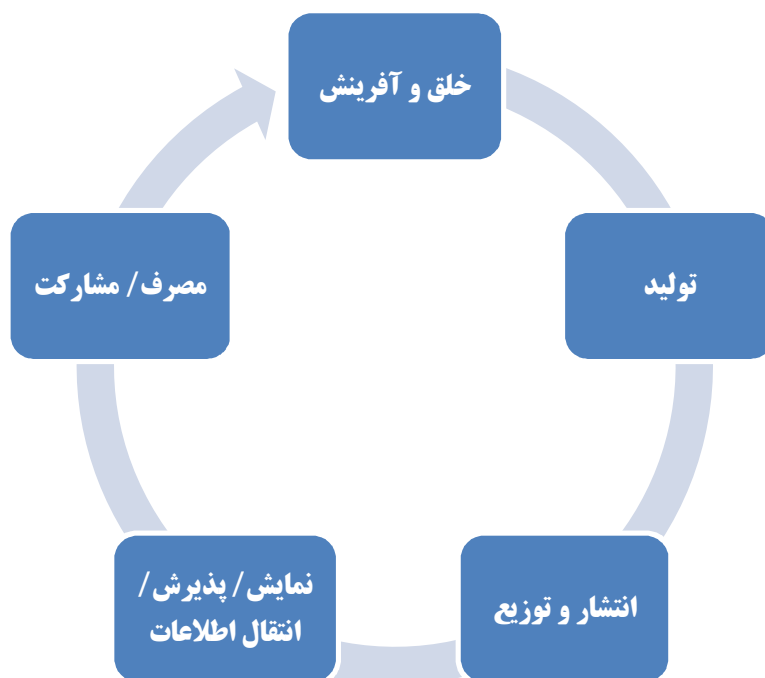 خلق و آفرینش
تولید
انتشار و توزیع
نمایش/ پذیرش/
انتقال اطلاعات
مصرف/ مشارکت